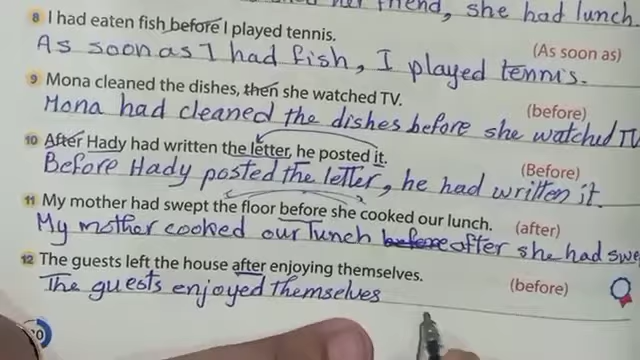 her friend, she had lunch
8 I had eaten fish before I played tennis.
(As soon as)
As soon as I had fish, I played tennis.
9 Mona cleaned the dishes, then she watched TV.
(before)
Mona had cleaned the dishes before she watched TV
10 After Hady had written the letter, he posted it.
(Before)
Before Hady posted the letter, he had written it.
11 My mother had swept the floor before she cooked our lunch.
(after)
My mother cooked our lunch before after she had swe
12 The guests left the house after enjoying themselves.
(before)
The guests enjoyed themselves